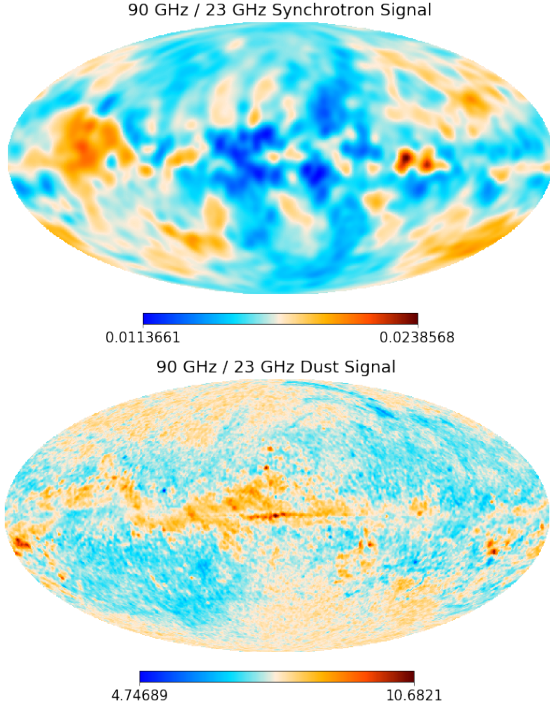 90 GHz / 23 GHz Synchrotron Signal
0.0113661 0.0238568
90 GHz / 23 GHz Dust Signal
4.74689 10.6821